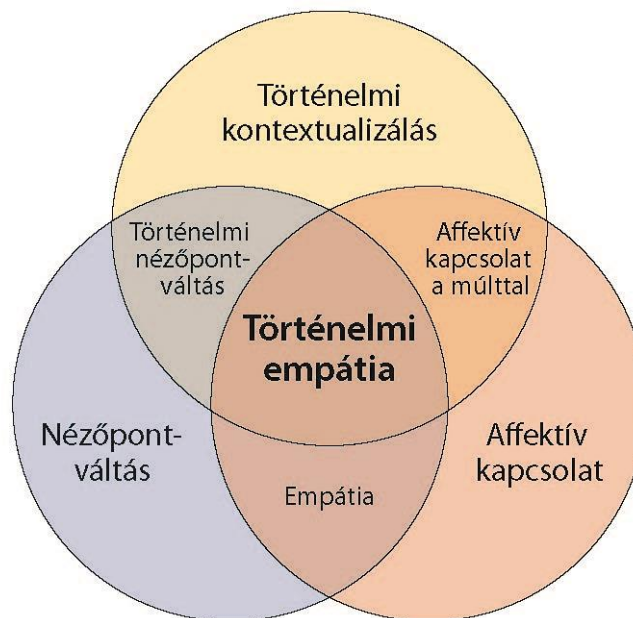 Történelmi
kontextualizálás
Történelmi
nézőpont-
váltás
Affektív
kapcsolat
a múlttal
Történelmi
empátia
Nézőpont-
váltás
Affektív
kapcsolat
Empátia